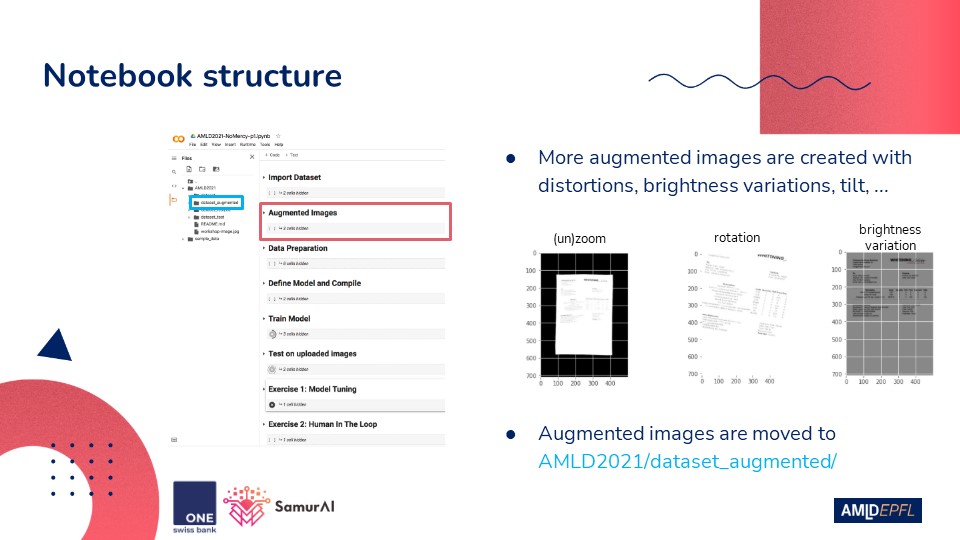 Notebook structure
AMLD2021-NoMercy-p1.ipynb
File Edit View Insert Runtime Tools Help
Files
+ Code + Text
..
AMLD2021
dataset_augmented
dataset_test
README.md
workshop-image.jpg
sample_data
Import Dataset
[ ] ↳ 2 cells hidden
Augmented Images
[ ] ↳ 2 cells hidden
Data Preparation
Define Model and Compile
[ ] ↳ 2 cells hidden
Train Model
↳ 3 cells hidden
Test on uploaded images
↳ 2 cells hidden
Exercise 1: Model Tuning
↳ 1 cell hidden
Exercise 2: Human In The Loop
[ ] ↳ 7 cells hidden
● More augmented images are created with
distortions, brightness variations, tilt, ...
(un)zoom
0
100
200
300
400
500
600
700
0 100 200 300 400
rotation
0
100
200
300
400
500
600
700
0 100 200 300 400
brightness
variation
0
100
200
300
400
500
600
700
0 100 200 300 400
● Augmented images are moved to
AMLD2021/dataset_augmented/
ONE
swiss bank
SamurAI
AMLDEPFL